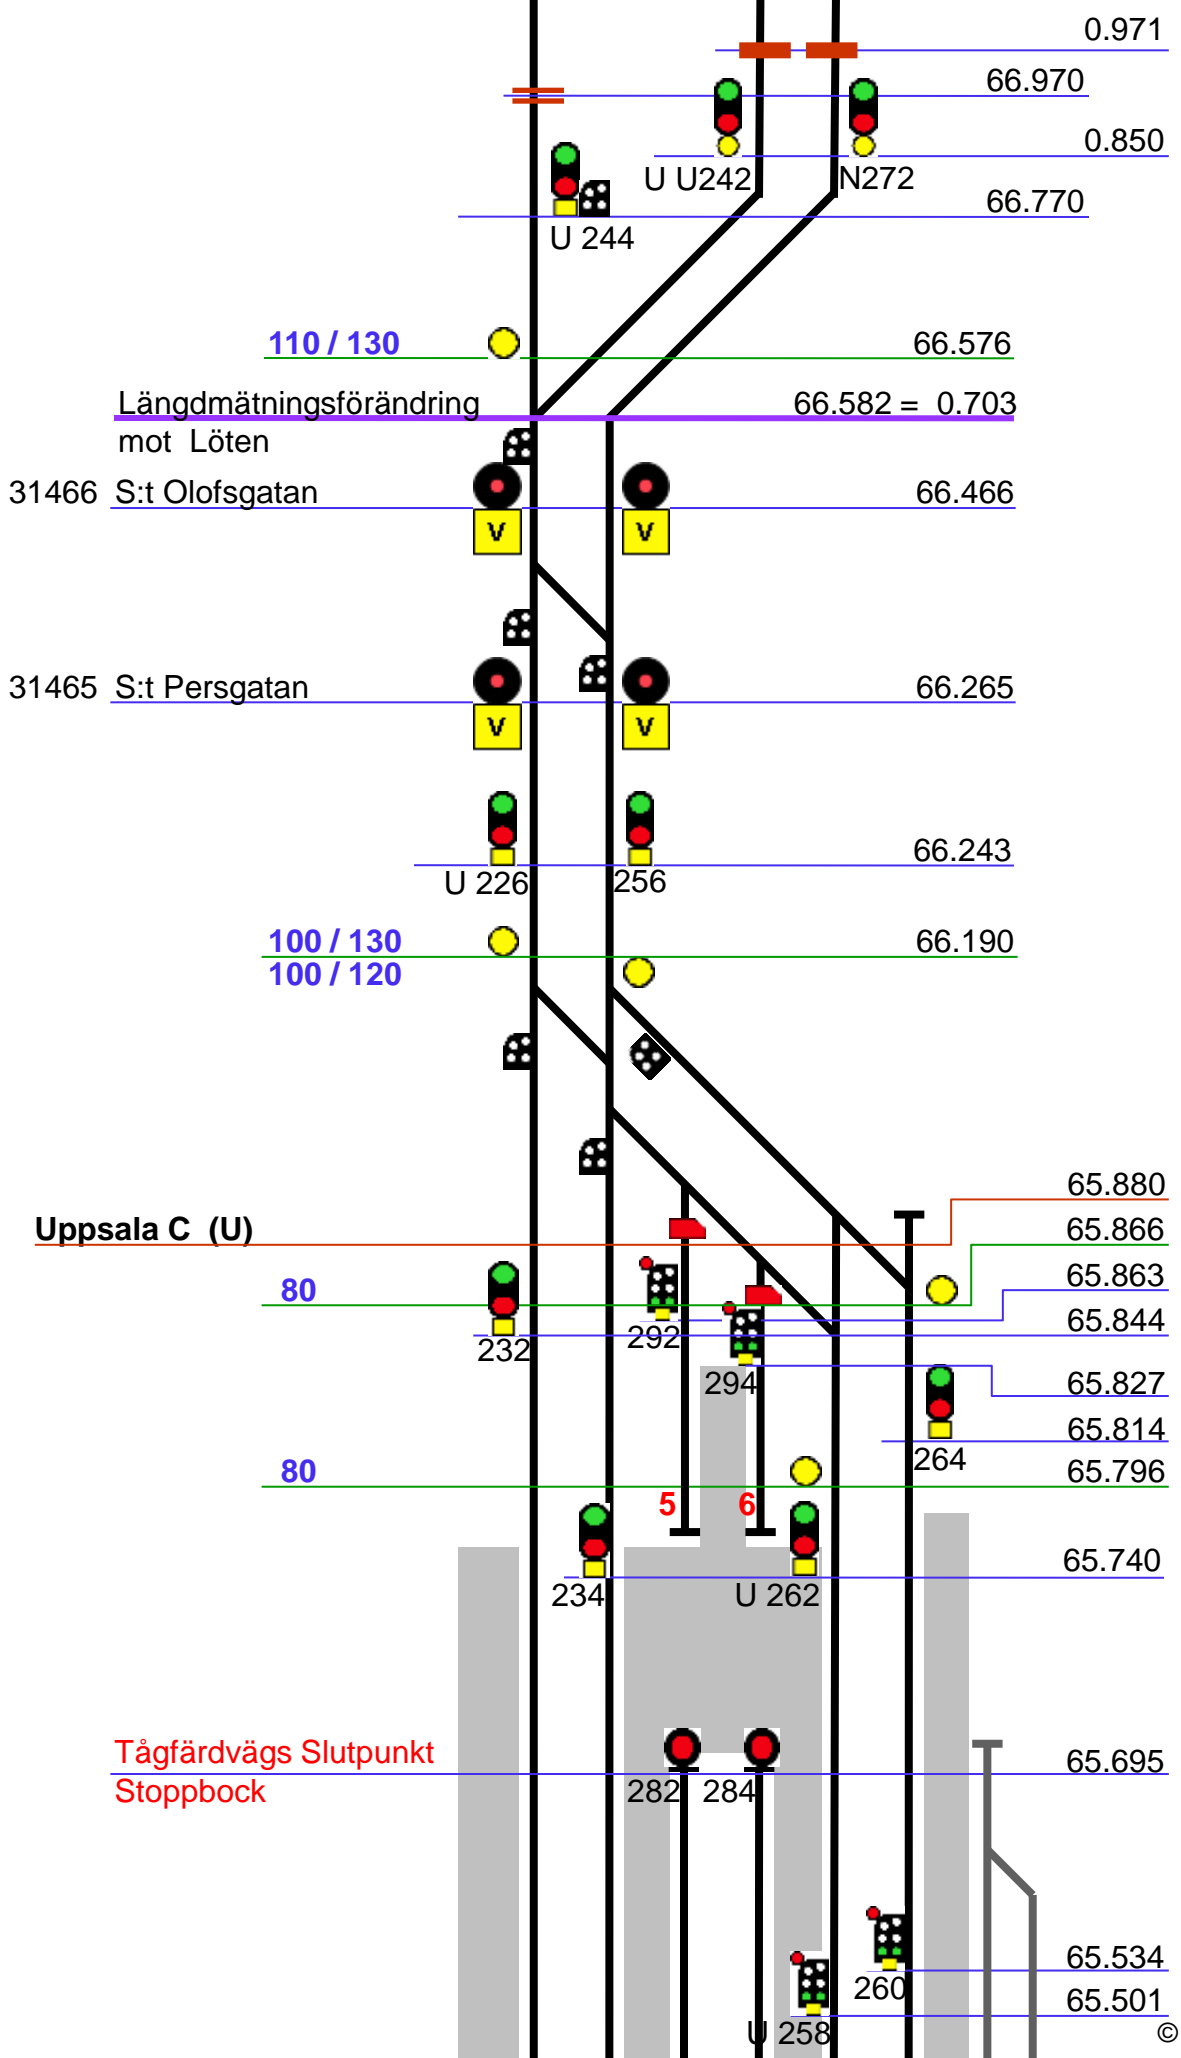 0.971
66.970
0.850
U U242
N272
66.770
U 244
110 / 130
66.576
Längdmätningsförändring
66.582 = 0.703
mot Löten
31466 S:t Olofsgatan
66.466
V
V
31465 S:t Persgatan
66.265
V
V
66.243
U 226
256
100 / 130
66.190
100 / 120
65.880
Uppsala C (U)
65.866
65.863
80
65.844
232
292
294
65.827
65.814
264
80
65.796
5
6
65.740
234
U 262
Tågfärdvägs Slutpunkt
65.695
Stoppbock
282
284
65.534
260
65.501
U 258
©